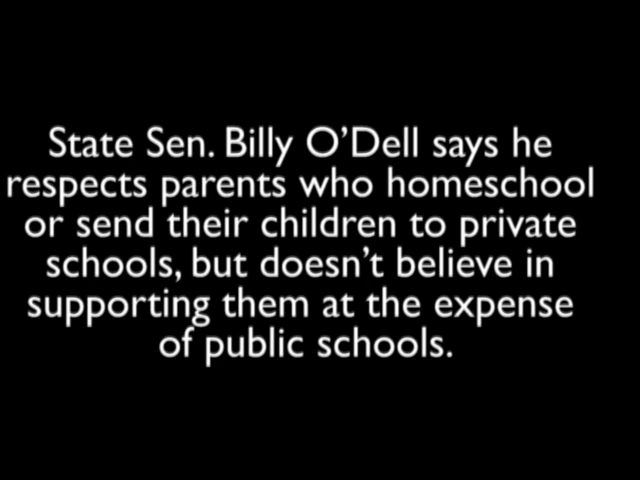 State Sen. Billy O’Dell says he
respects parents who homeschool
or send their children to private
schools, but doesn’t believe in
supporting them at the expense
of public schools.